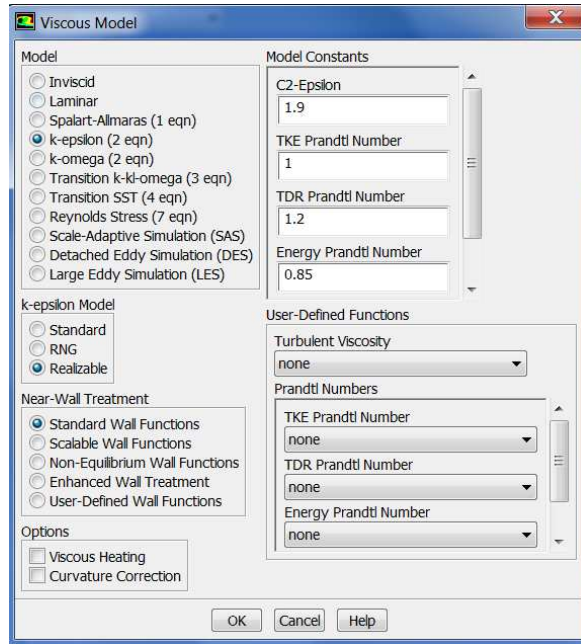 Viscous Model
Model
Inviscid
Laminar
Spalart-Allmaras (1 eqn)
k-epsilon (2 eqn)
k-omega (2 eqn)
Transition k-kl-omega (3 eqn)
Transition SST (4 eqn)
Reynolds Stress (7 eqn)
Scale-Adaptive Simulation (SAS)
Detached Eddy Simulation (DES)
Large Eddy Simulation (LES)
k-epsilon Model
Standard
RNG
Realizable
Near-Wall Treatment
Standard Wall Functions
Scalable Wall Functions
Non-Equilibrium Wall Functions
Enhanced Wall Treatment
User-Defined Wall Functions
Options
Viscous Heating
Curvature Correction
Model Constants
C2-Epsilon
1.9
TKE Prandtl Number
1
TDR Prandtl Number
1.2
Energy Prandtl Number
0.85
User-Defined Functions
Turbulent Viscosity
none
Prandtl Numbers
TKE Prandtl Number
none
TDR Prandtl Number
none
Energy Prandtl Number
none
OK Cancel Help